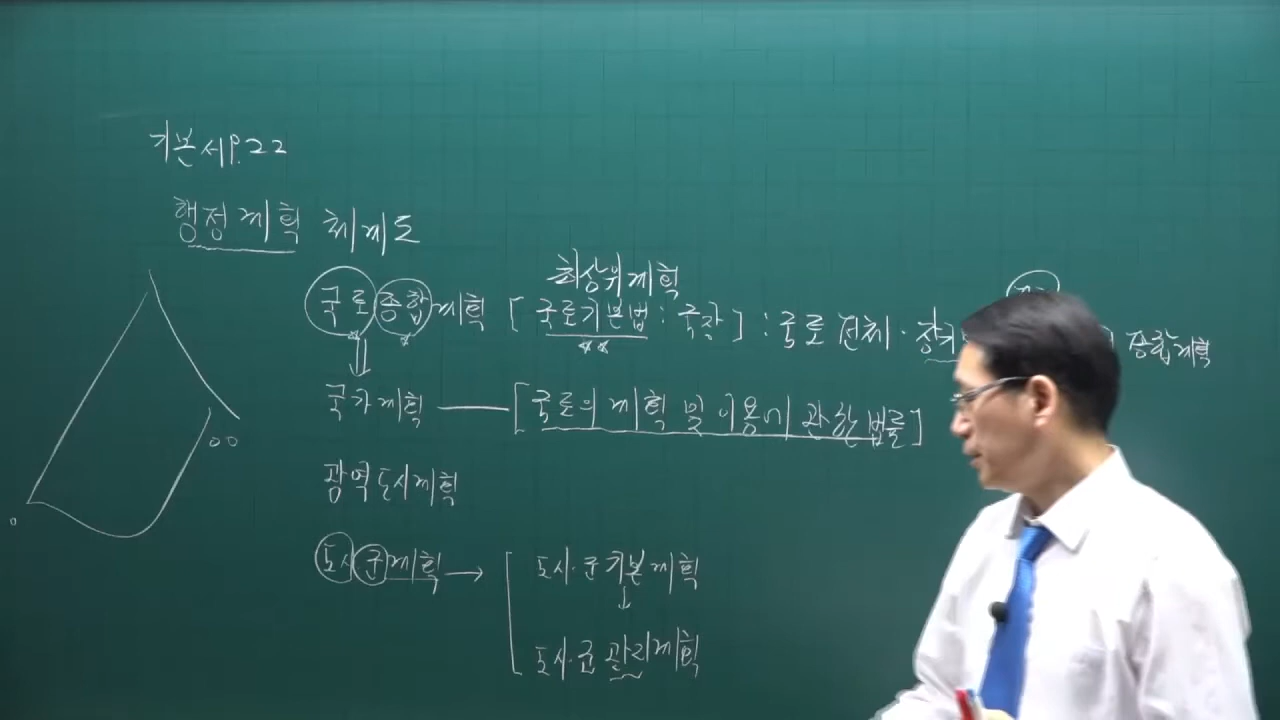 기본서P.22
행정계획 체계도
최상위계획
국토종합계획 [국토기본법 : 국장] : 국토 전체 · 장기 종합계획
국가계획 — [국토의 계획 및 이용에 관한 법률]
광역도시계획
도시군계획 → [ 도시·군기본계획
↓
도시·군관리계획